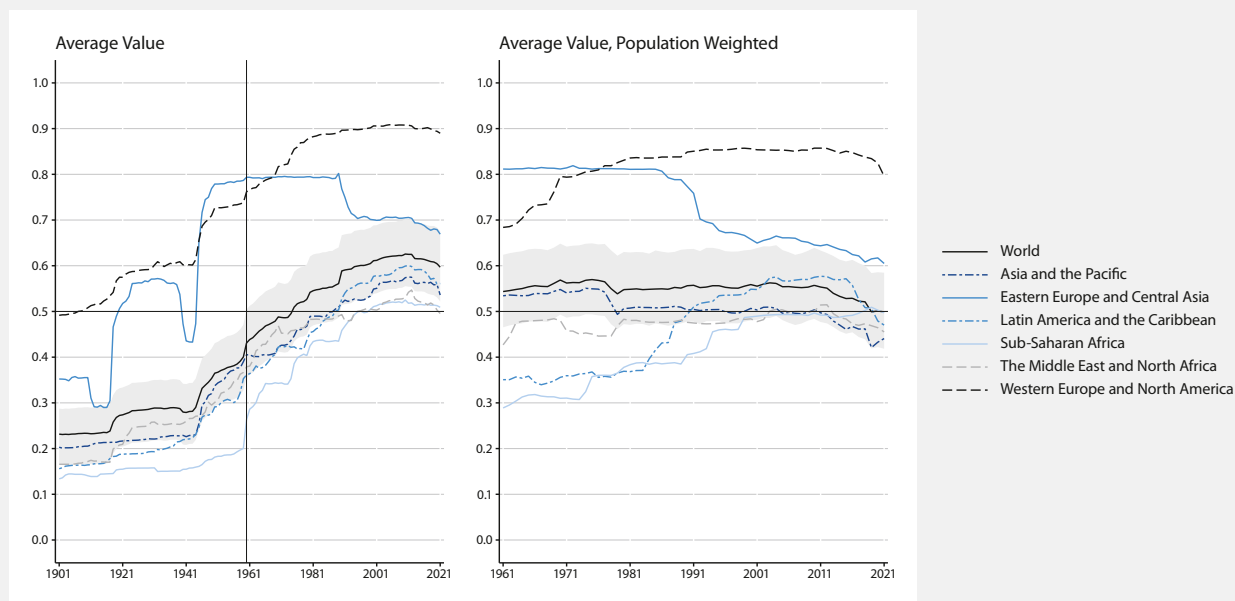 Average Value
1.0
0.9
0.8
0.7
0.6
0.5
0.4
0.3
0.2
0.1
0.0
1901 1921 1941 1961 1981 2001 2021
Average Value, Population Weighted
1.0
0.9
0.8
0.7
0.6
0.5
0.4
0.3
0.2
0.1
0.0
1961 1971 1981 1991 2001 2011 2021
World
Asia and the Pacific
Eastern Europe and Central Asia
Latin America and the Caribbean
Sub-Saharan Africa
The Middle East and North Africa
Western Europe and North America